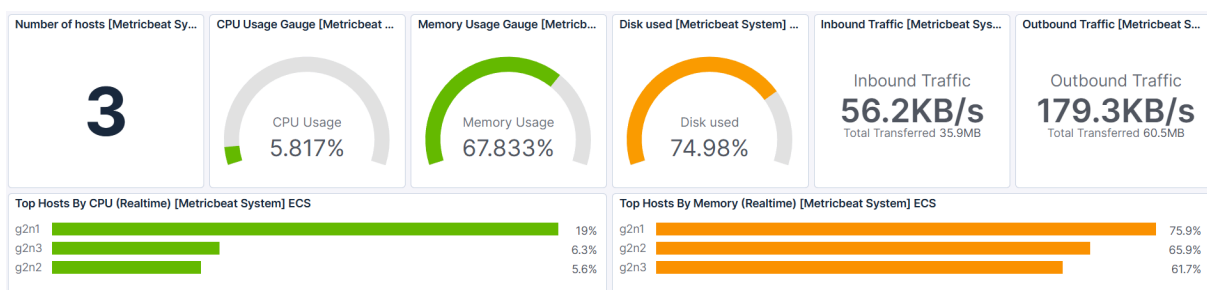 Number of hosts [Metricbeat Sy...
CPU Usage Gauge [Metricbeat ...
Memory Usage Gauge [Metricb...
Disk used [Metricbeat System] ...
Inbound Traffic [Metricbeat Sys...
Outbound Traffic [Metricbeat S...
3
CPU Usage
5.817%
Memory Usage
67.833%
Disk used
74.98%
Inbound Traffic
56.2KB/s
Total Transferred 35.9MB
Outbound Traffic
179.3KB/s
Total Transferred 60.5MB
Top Hosts By CPU (Realtime) [Metricbeat System] ECS
g2n1 19%
g2n3 6.3%
g2n2 5.6%
Top Hosts By Memory (Realtime) [Metricbeat System] ECS
g2n1 75.9%
g2n2 65.9%
g2n3 61.7%